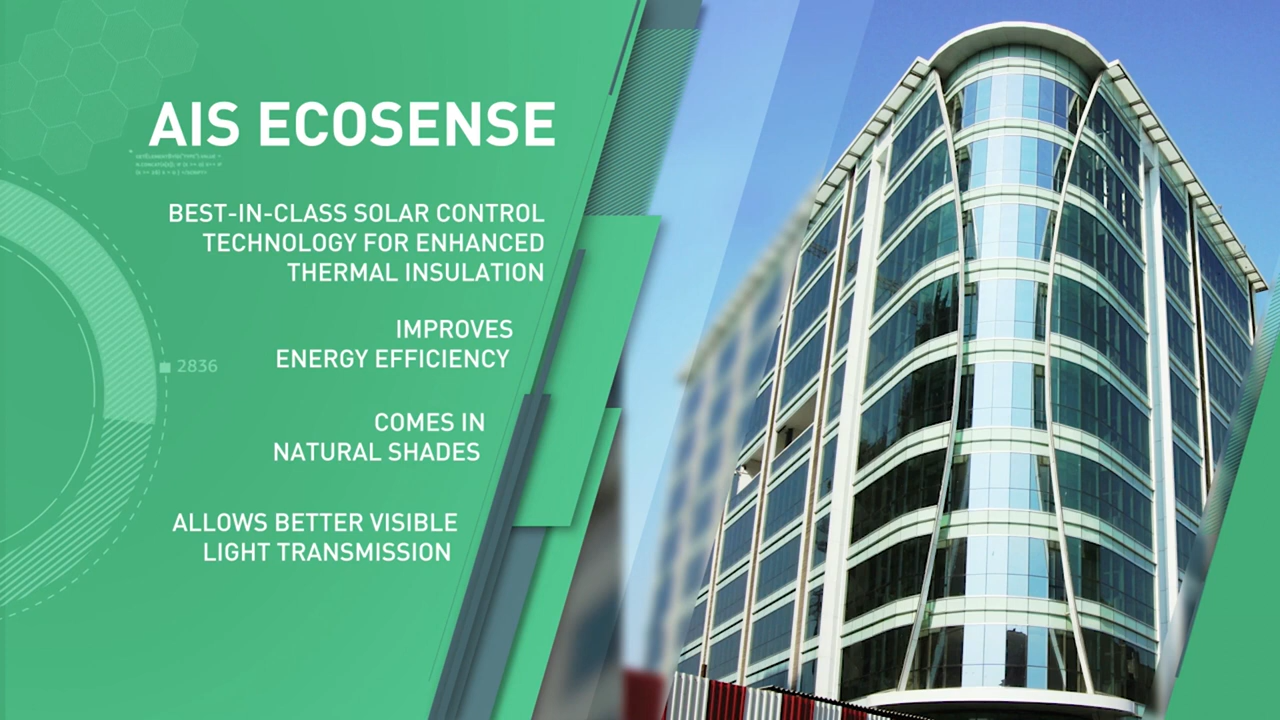 AIS ECOSENSE
BEST-IN-CLASS SOLAR CONTROL
TECHNOLOGY FOR ENHANCED
THERMAL INSULATION
IMPROVES
ENERGY EFFICIENCY
2836
COMES IN
NATURAL SHADES
ALLOWS BETTER VISIBLE
LIGHT TRANSMISSION